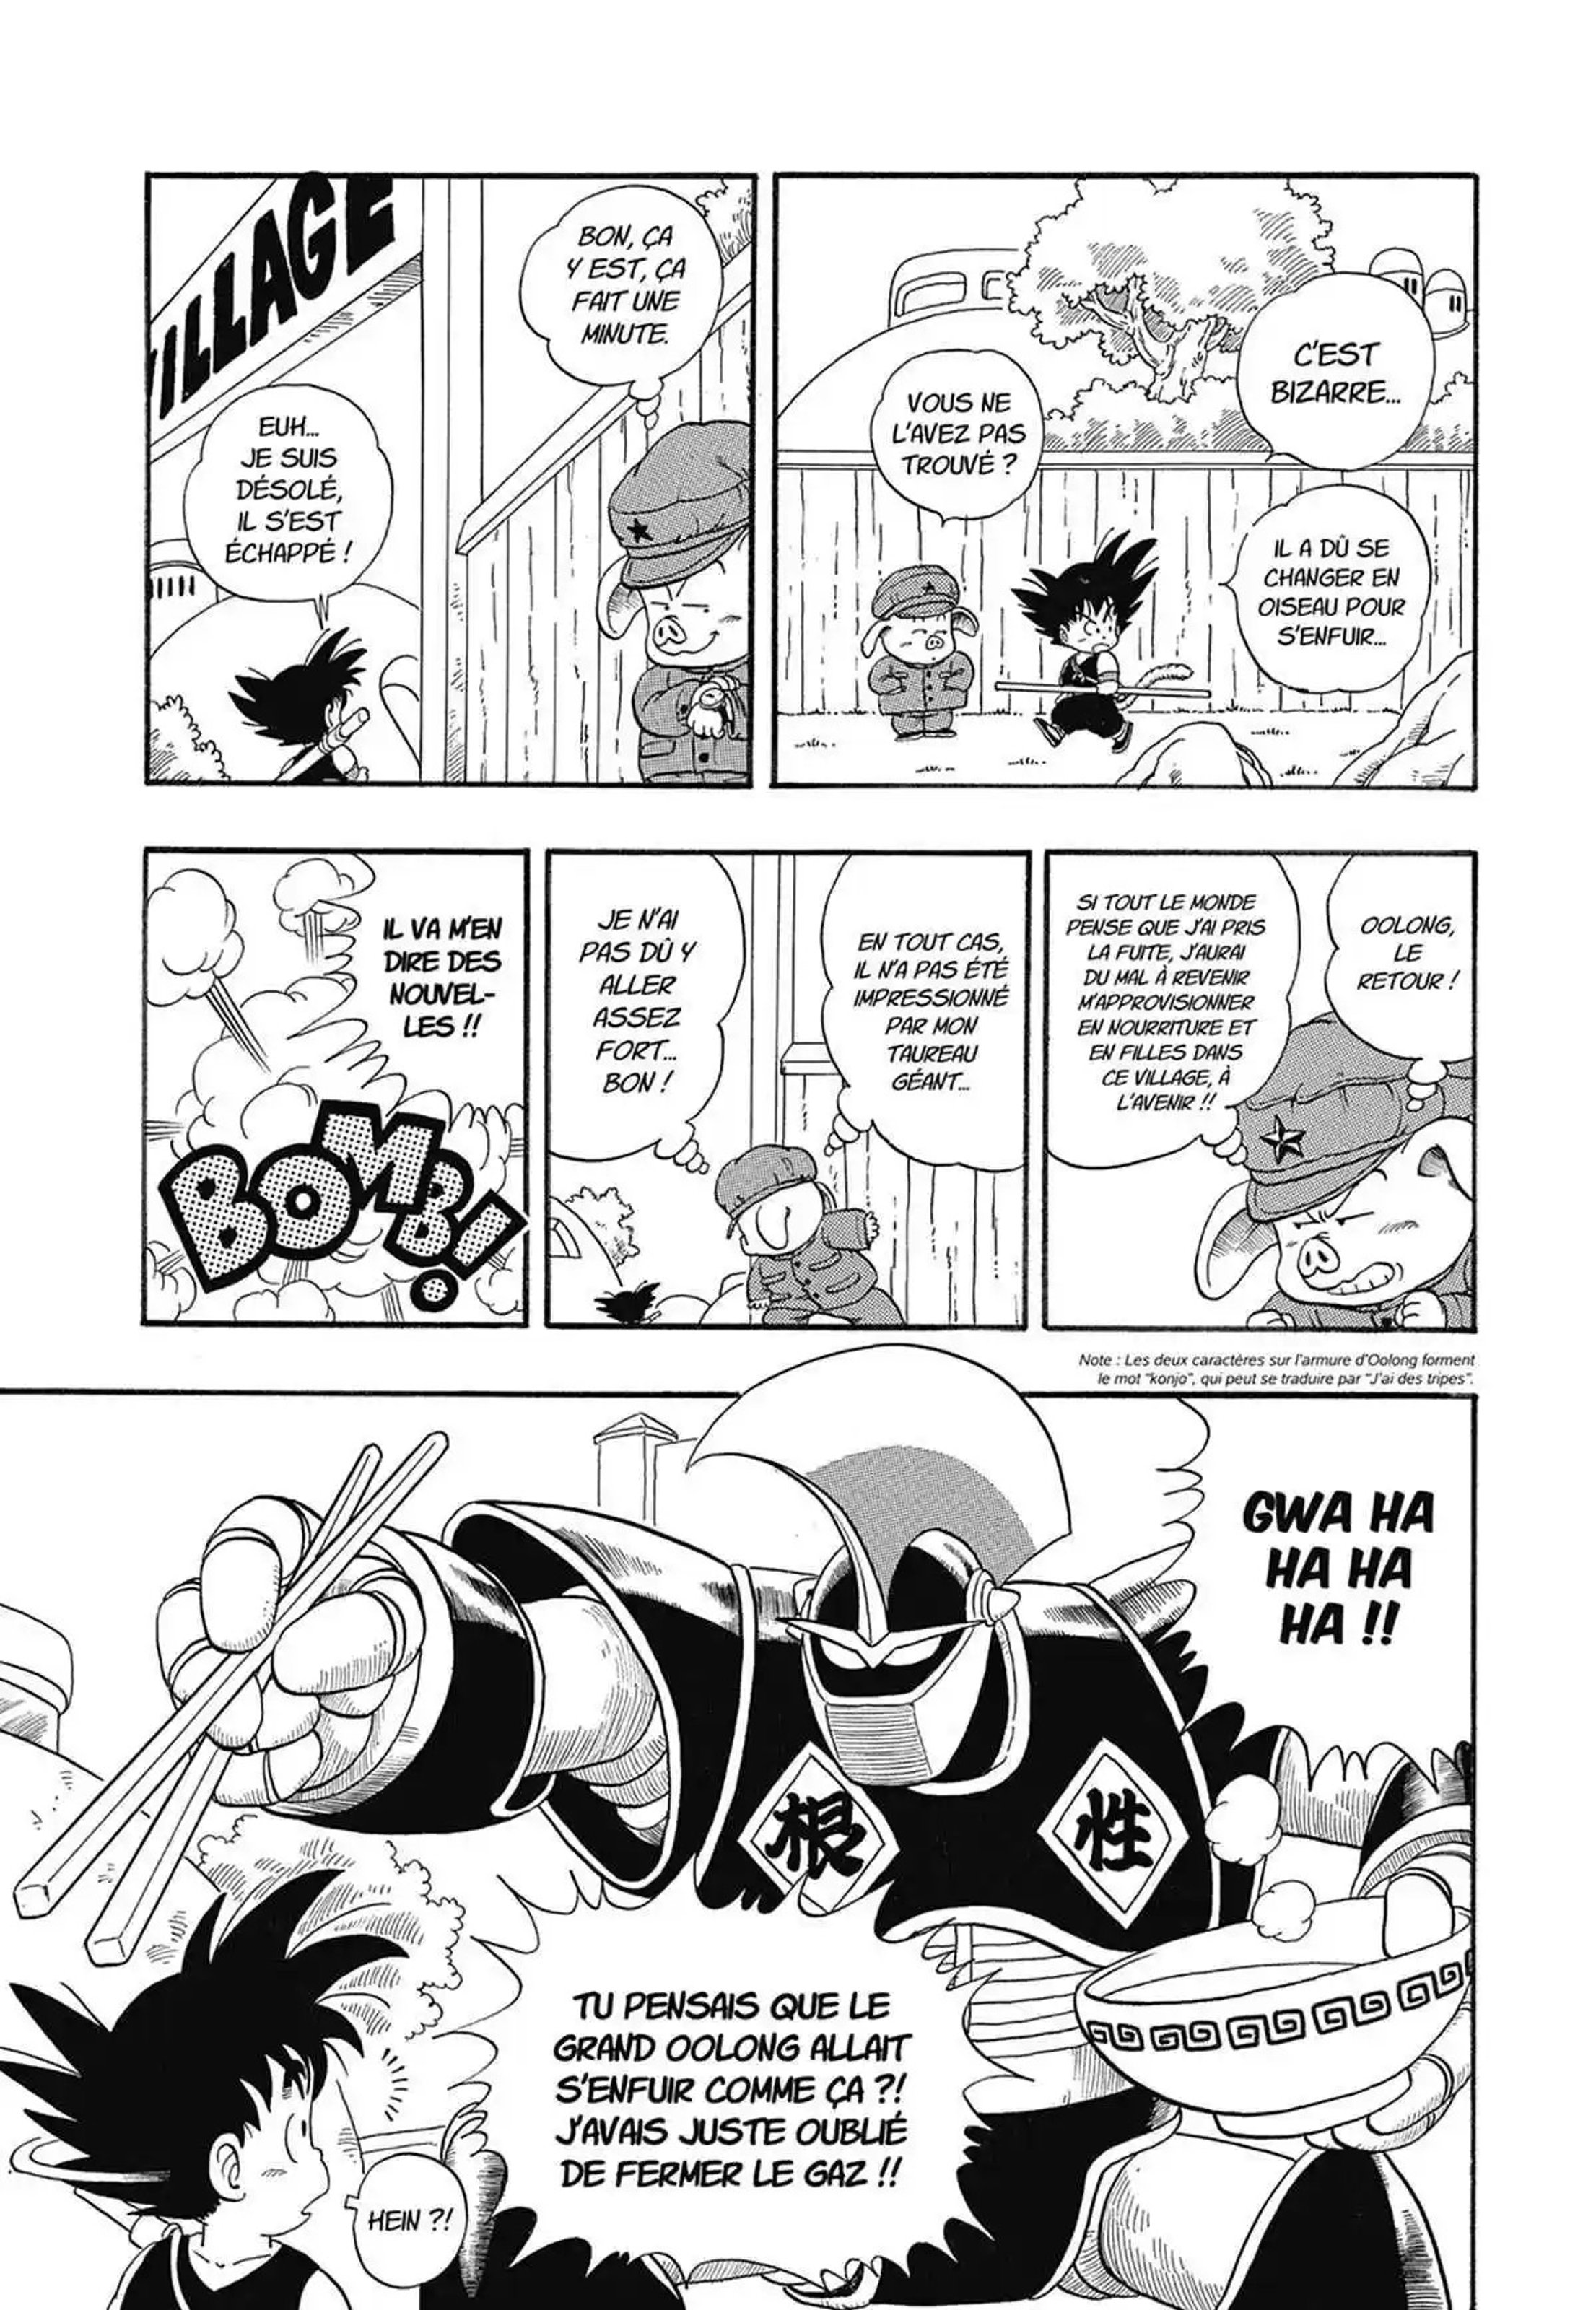 C'EST
BIZARRE...
VOUS NE
L'AVEZ PAS
TROUVÉ ?
IL A DÛ SE
CHANGER EN
OISEAU POUR
S'ENFUIR...
BON, ÇA
Y EST, ÇA
FAIT UNE
MINUTE.
VILLAGE
EUH...
JE SUIS
DÉSOLÉ,
IL S'EST
ÉCHAPPÉ !
OOLONG,
LE
RETOUR !
SI TOUT LE MONDE
PENSE QUE J'AI PRIS
LA FUITE, J'AURAI
DU MAL À REVENIR
M'APPROVISIONNER
EN NOURRITURE ET
EN FILLES DANS
CE VILLAGE, À
L'AVENIR !!
EN TOUT CAS,
IL N'A PAS ÉTÉ
IMPRESSIONNÉ
PAR MON
TAUREAU
GÉANT...
JE N'AI
PAS DÛ Y
ALLER
ASSEZ
FORT...
BON !
IL VA M'EN
DIRE DES
NOUVEL-
LES !!
BOMB!
Note : Les deux caractères sur l'armure d'Oolong forment
le mot "konjo", qui peut se traduire par "J'ai des tripes".
GWA HA
HA HA
HA !!
根 性
TU PENSAIS QUE LE
GRAND OOLONG ALLAIT
S'ENFUIR COMME ÇA ?!
J'AVAIS JUSTE OUBLIÉ
DE FERMER LE GAZ !!
HEIN ?!